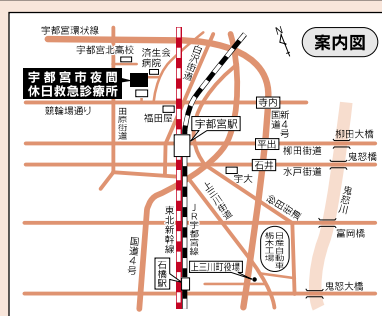 宇都宮環状線
案内図
N
宇都宮北高校
済生会
病院
白沢街道
宇都宮市夜間
休日救急診療所
競輪場通り
田原街道
福田屋
宇都宮駅
寺内
新国道4号
平出
柳田街道
柳田大橋
石井
水戸街道
鬼怒橋
宇大
上三川街道
鬼怒川
東北新幹線
JR宇都宮線
日産自動車
栃木工場
富岡橋
国道4号
石橋駅
上三川町役場
鬼怒大橋